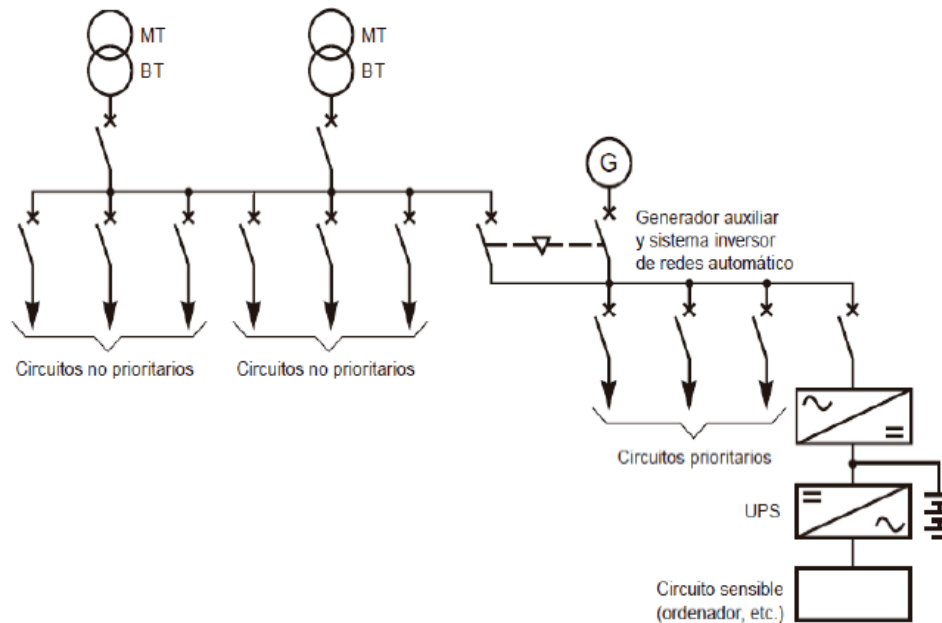 MT
BT
MT
BT
G
Generador auxiliar
y sistema inversor
de redes automático
Circuitos no prioritarios
Circuitos no prioritarios
Circuitos prioritarios
UPS
Circuito sensible
(ordenador, etc.)